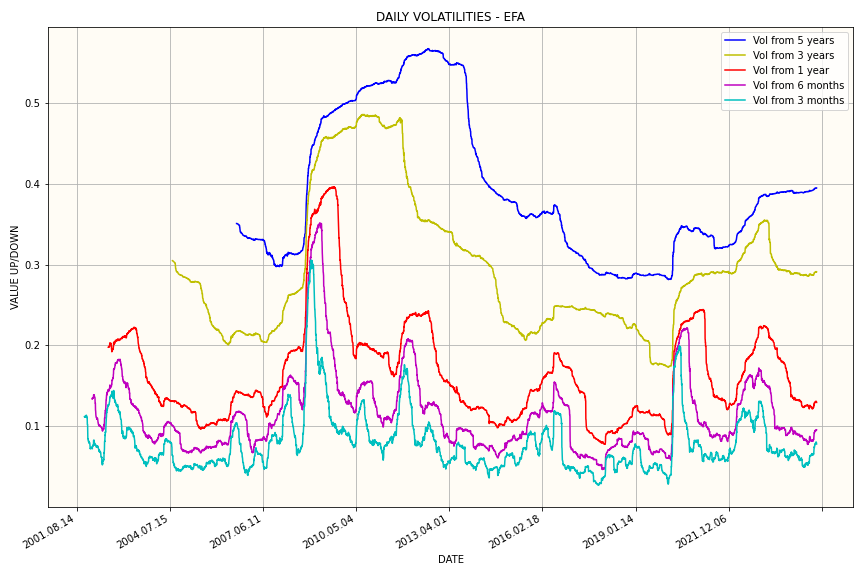 DAILY VOLATILITIES - EFA
Vol from 5 years
Vol from 3 years
Vol from 1 year
Vol from 6 months
Vol from 3 months
VALUE UP/DOWN
0.5
0.4
0.3
0.2
0.1
2001.08.14
2004.07.15
2007.06.11
2010.05.04
2013.04.01
2016.02.18
2019.01.14
2021.12.06
DATE